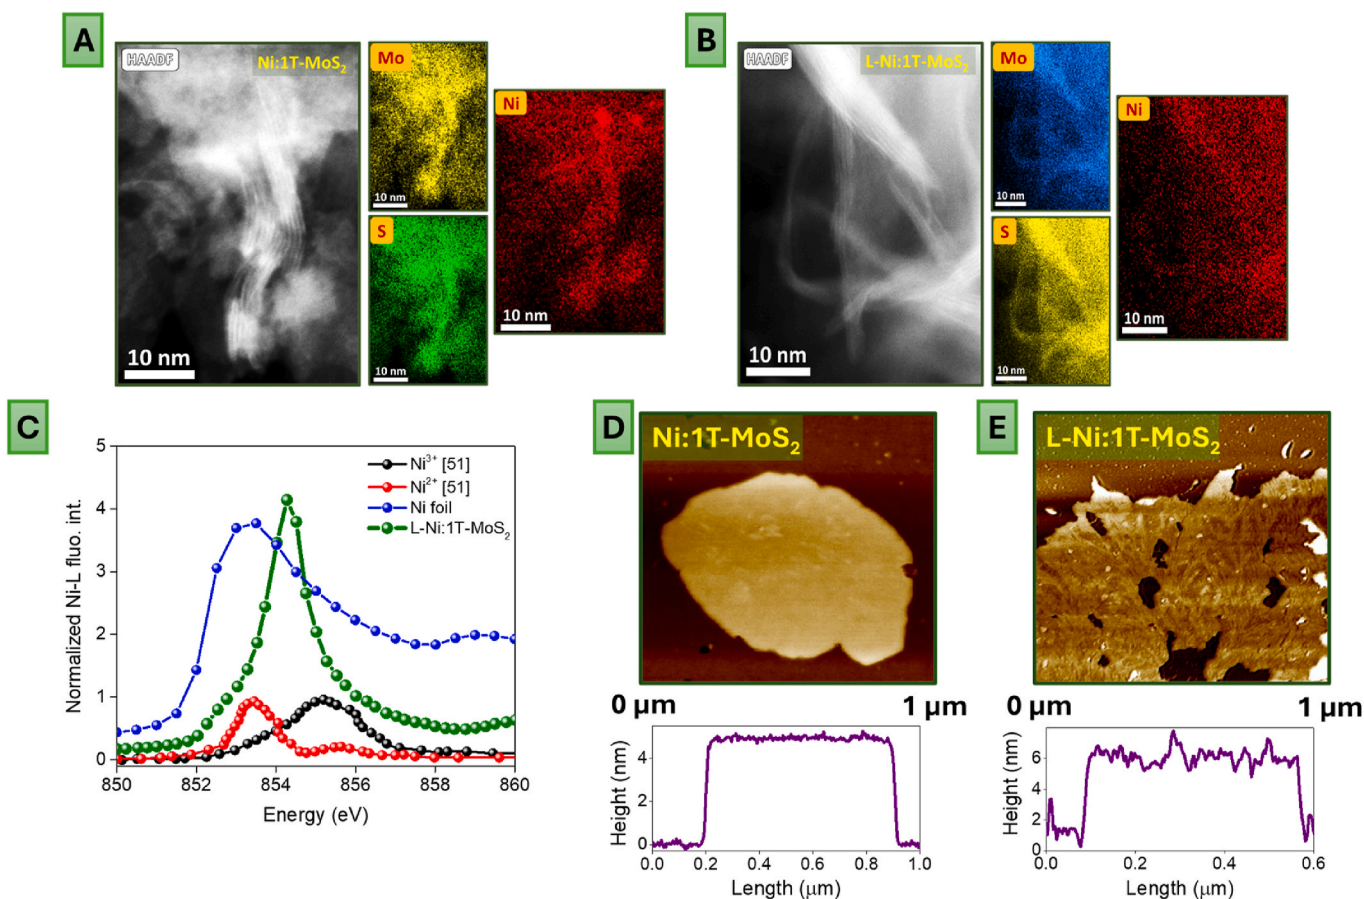 A
HAADF
Ni:1T-MoS₂
10 nm
Mo
10 nm
S
10 nm
Ni
10 nm
B
HAADF
L-Ni:1T-MoS₂
10 nm
Mo
10 nm
S
10 nm
Ni
10 nm
C
Normalized Ni-L fluo. int.
5
4
3
2
1
0
850 852 854 856 858 860
Energy (eV)
Ni³⁺ [51]
Ni²⁺ [51]
Ni foil
L-Ni:1T-MoS₂
D
Ni:1T-MoS₂
0 µm 1 µm
Height (nm)
4
2
0
0.0 0.2 0.4 0.6 0.8 1.0
Length (µm)
E
L-Ni:1T-MoS₂
0 µm 1 µm
Height (nm)
6
4
2
0
0.0 0.2 0.4 0.6
Length (µm)